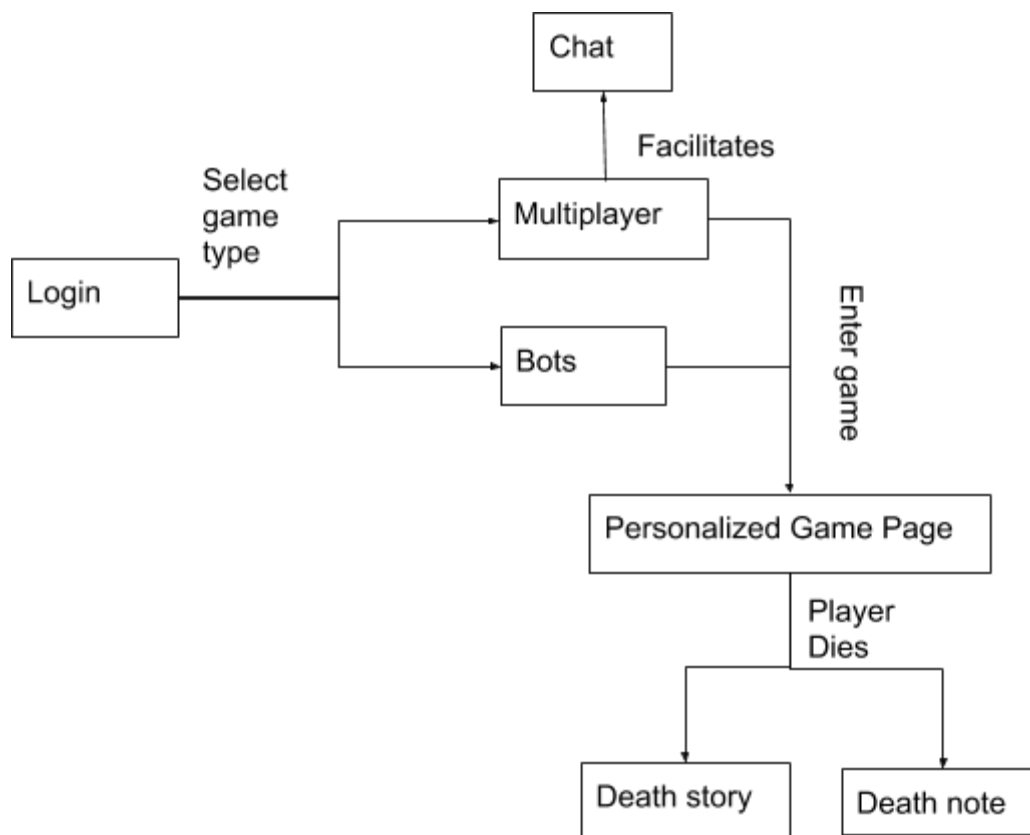 Chat
Facilitates
Select
game
type
Multiplayer
Login
Bots
Enter game
Personalized Game Page
Player
Dies
Death story
Death note